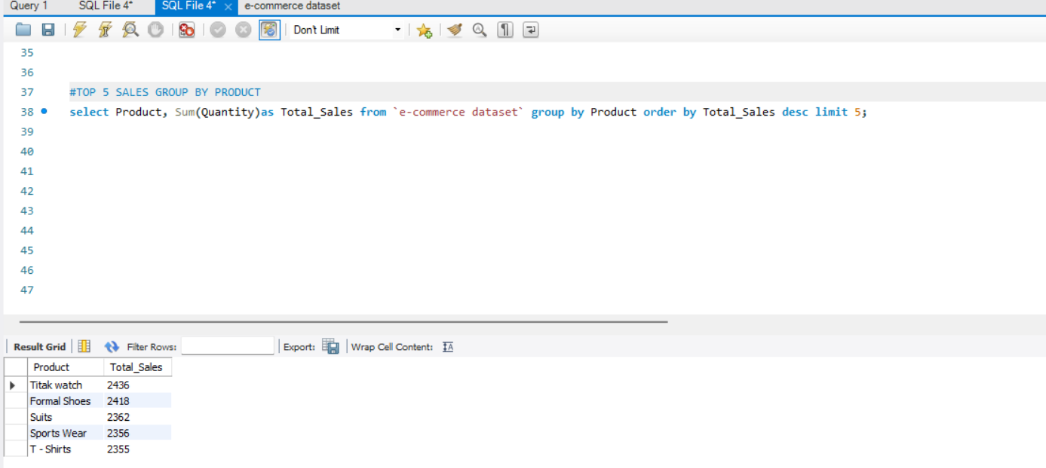 Query 1 SQL File 4* SQL File 4* × e-commerce dataset
Don't Limit
35
36
37 #TOP 5 SALES GROUP BY PRODUCT
38 select Product, Sum(Quantity)as Total_Sales from `e-commerce dataset` group by Product order by Total_Sales desc limit 5;
39
40
41
42
43
44
45
46
47
Result Grid Filter Rows: Export: Wrap Cell Content: IA
Product Total_Sales
Titak watch 2436
Formal Shoes 2418
Suits 2362
Sports Wear 2356
T - Shirts 2355